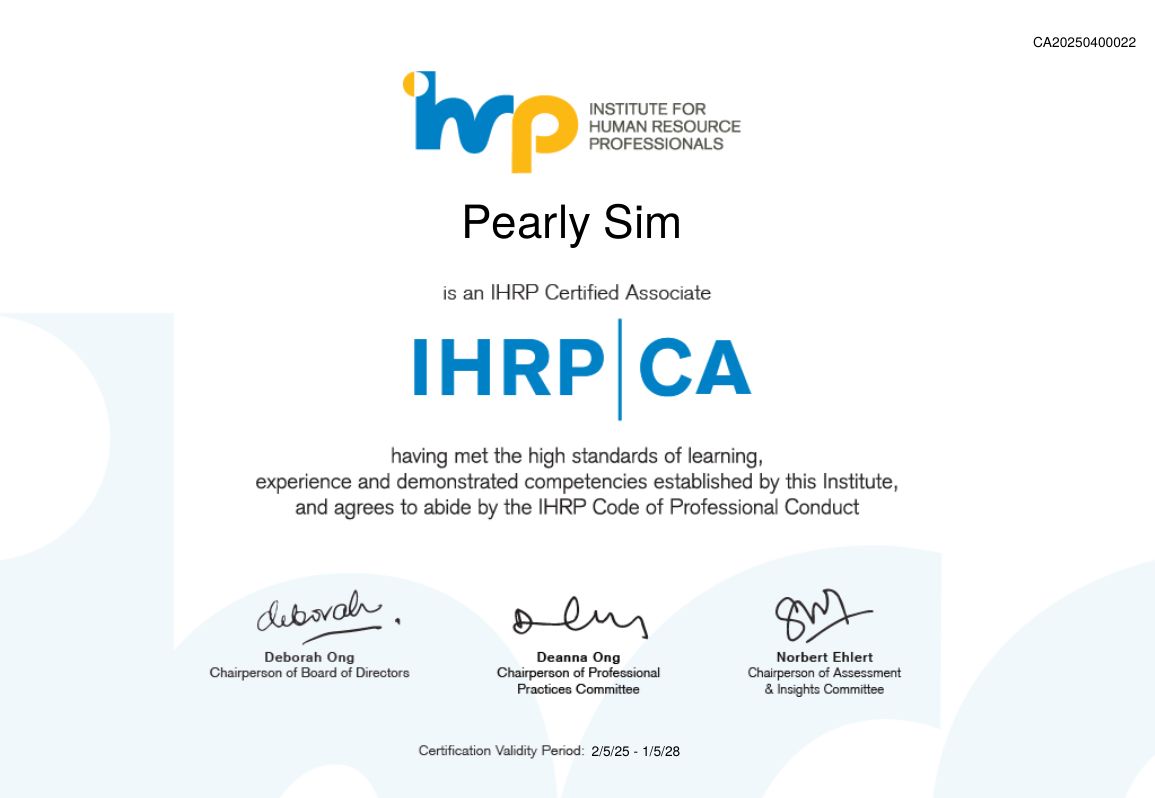 CA20250400022
ihrp
INSTITUTE FOR
HUMAN RESOURCE
PROFESSIONALS
Pearly Sim
is an IHRP Certified Associate
IHRP|CA
having met the high standards of learning,
experience and demonstrated competencies established by this Institute,
and agrees to abide by the IHRP Code of Professional Conduct
deborah.
Deborah Ong
Chairperson of Board of Directors
Deanna Ong
Chairperson of Professional
Practices Committee
Norbert Ehlert
Chairperson of Assessment
& Insights Committee
Certification Validity Period: 2/5/25 - 1/5/28